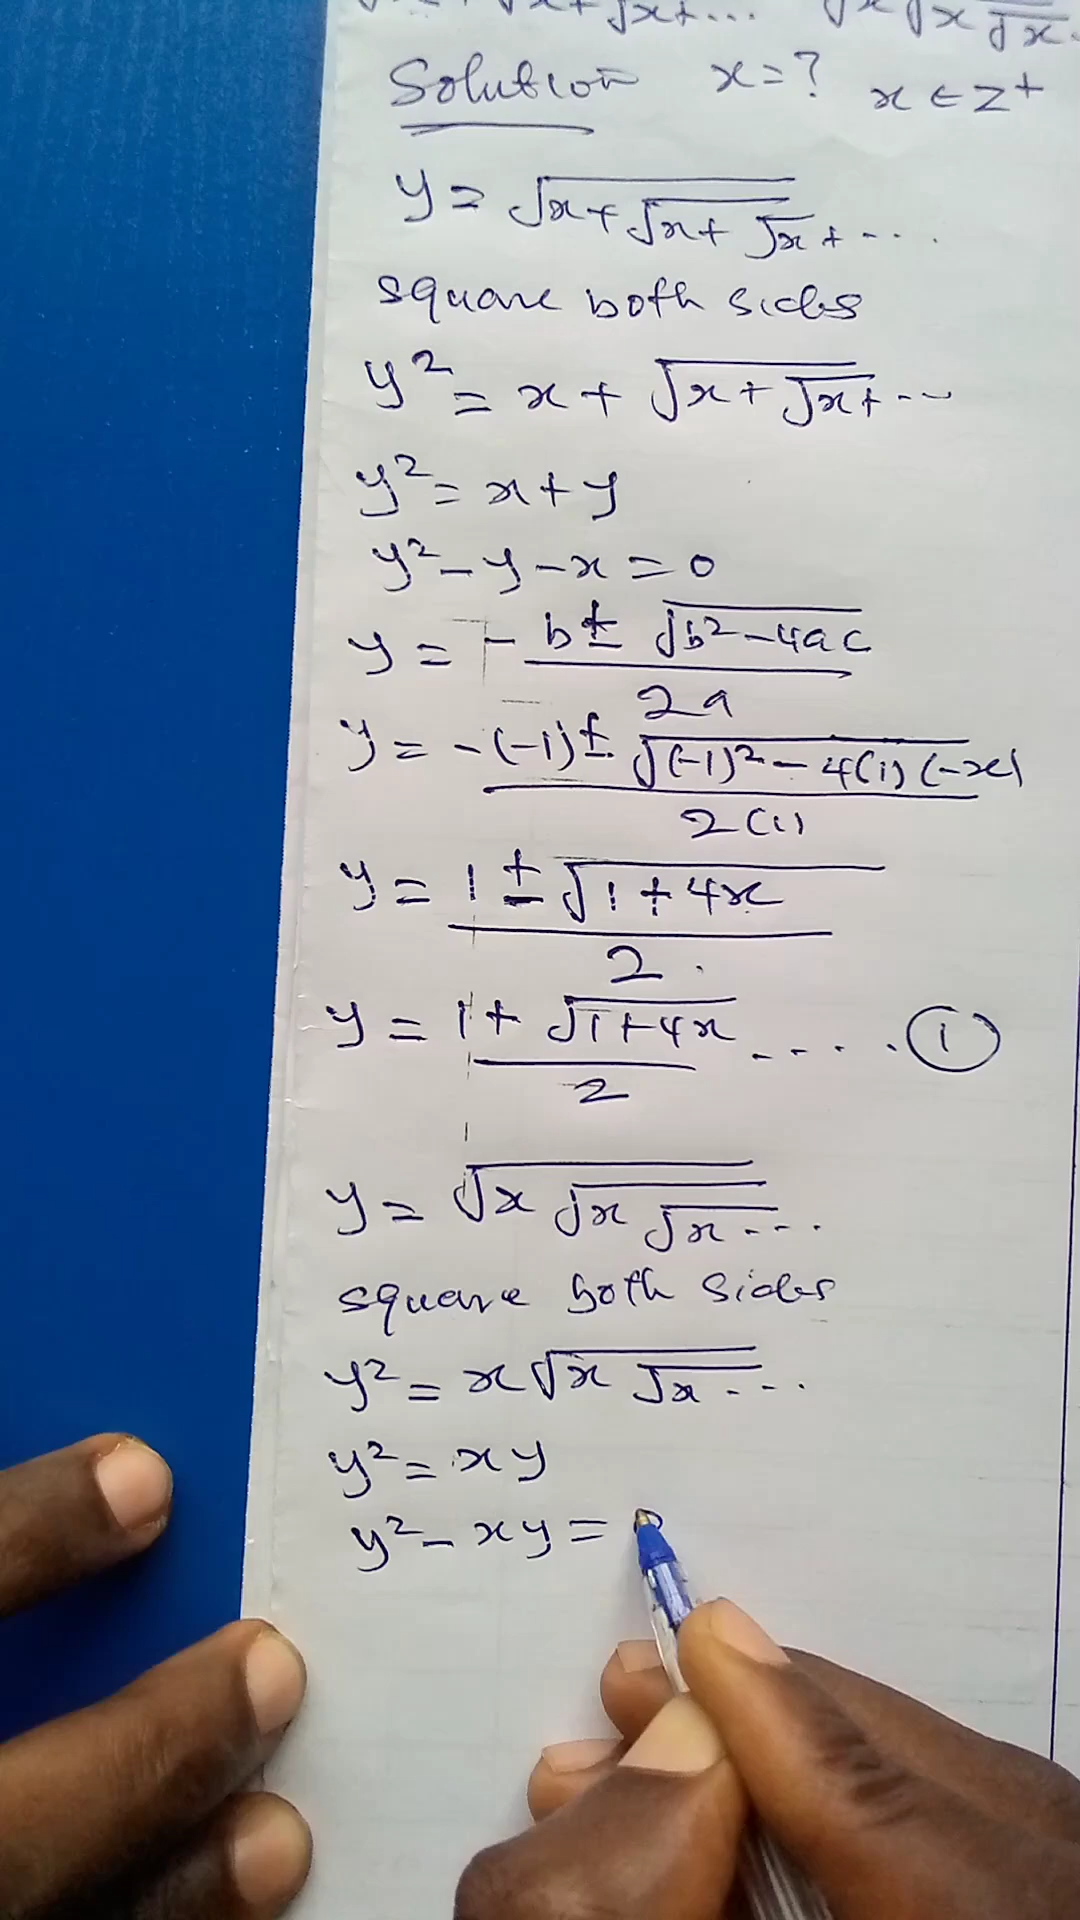 √x+√x+... √x√x√x.
Solution x=? x∈Z+
y=√x+√x+√x+....
square both sides
y²=x+√x+√x+...
y²=x+y
y²-y-x=0
y=-b±√b²-4ac
2a
y=-(-1)±√(-1)²-4(1)(-x)
2(1)
y=1±√1+4x
2.
y=1+√1+4x.....①
2
y=√x√x√x....
square both sides
y²=x√x√x....
y²=xy
y²-xy=0